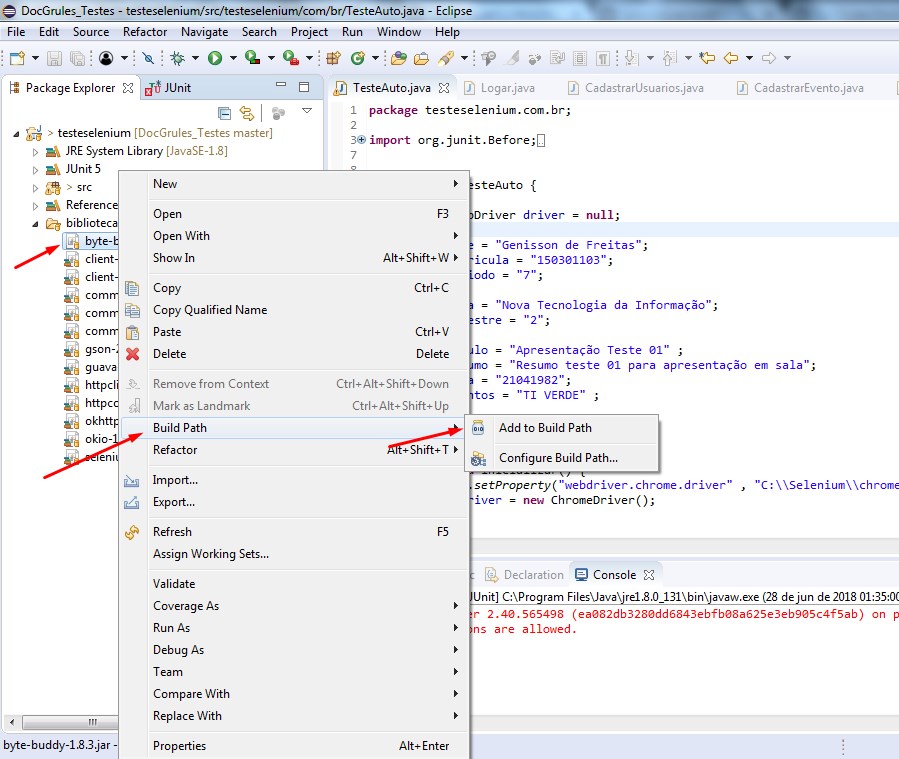 DocGrules_Testes - testeselenium/src/testeselenium/com/br/TesteAuto.java - Eclipse
File Edit Source Refactor Navigate Search Project Run Window Help
Package Explorer JUnit
TesteAuto.java Logar.java CadastrarUsuarios.java CadastrarEvento.java
> testeselenium [DocGrules_Testes master]
JRE System Library [JavaSE-1.8]
JUnit 5
> src
Reference
biblioteca
byte-b
client-
client-
comm
comm
comm
gson-2
guava
httpcli
httpco
okhttp
okio-1
seleniu
1 package testeselenium.com.br;
2
3 import org.junit.Before;
7
8
esteAuto {
Driver driver = null;
e = "Genisson de Freitas";
ricula = "150301103";
iodo = "7";
a = "Nova Tecnologia da Informação";
estre = "2";
ulo = "Apresentação Teste 01" ;
umo = "Resumo teste 01 para apresentação em sala";
a = "21041982";
ntos = "TI VERDE" ;
inicializar() {
.setProperty("webdriver.chrome.driver" , "C:\\Selenium\\chrome
river = new ChromeDriver();
New
Open F3
Open With
Show In Alt+Shift+W
Copy Ctrl+C
Copy Qualified Name
Paste Ctrl+V
Delete Delete
Remove from Context Ctrl+Alt+Shift+Down
Mark as Landmark Ctrl+Alt+Shift+Up
Build Path
Refactor Alt+Shift+T
Import...
Export...
Refresh F5
Assign Working Sets...
Validate
Coverage As
Run As
Debug As
Team
Compare With
Replace With
Properties Alt+Enter
Add to Build Path
Configure Build Path...
Declaration Console
JUnit] C:\Program Files\Java\jre1.8.0_131\bin\javaw.exe (28 de jun de 2018 01:35:00
er 2.40.565498 (ea082db3280dd6843ebfb08a625e3eb905c4f5ab) on p
ons are allowed.
byte-buddy-1.8.3.jar -